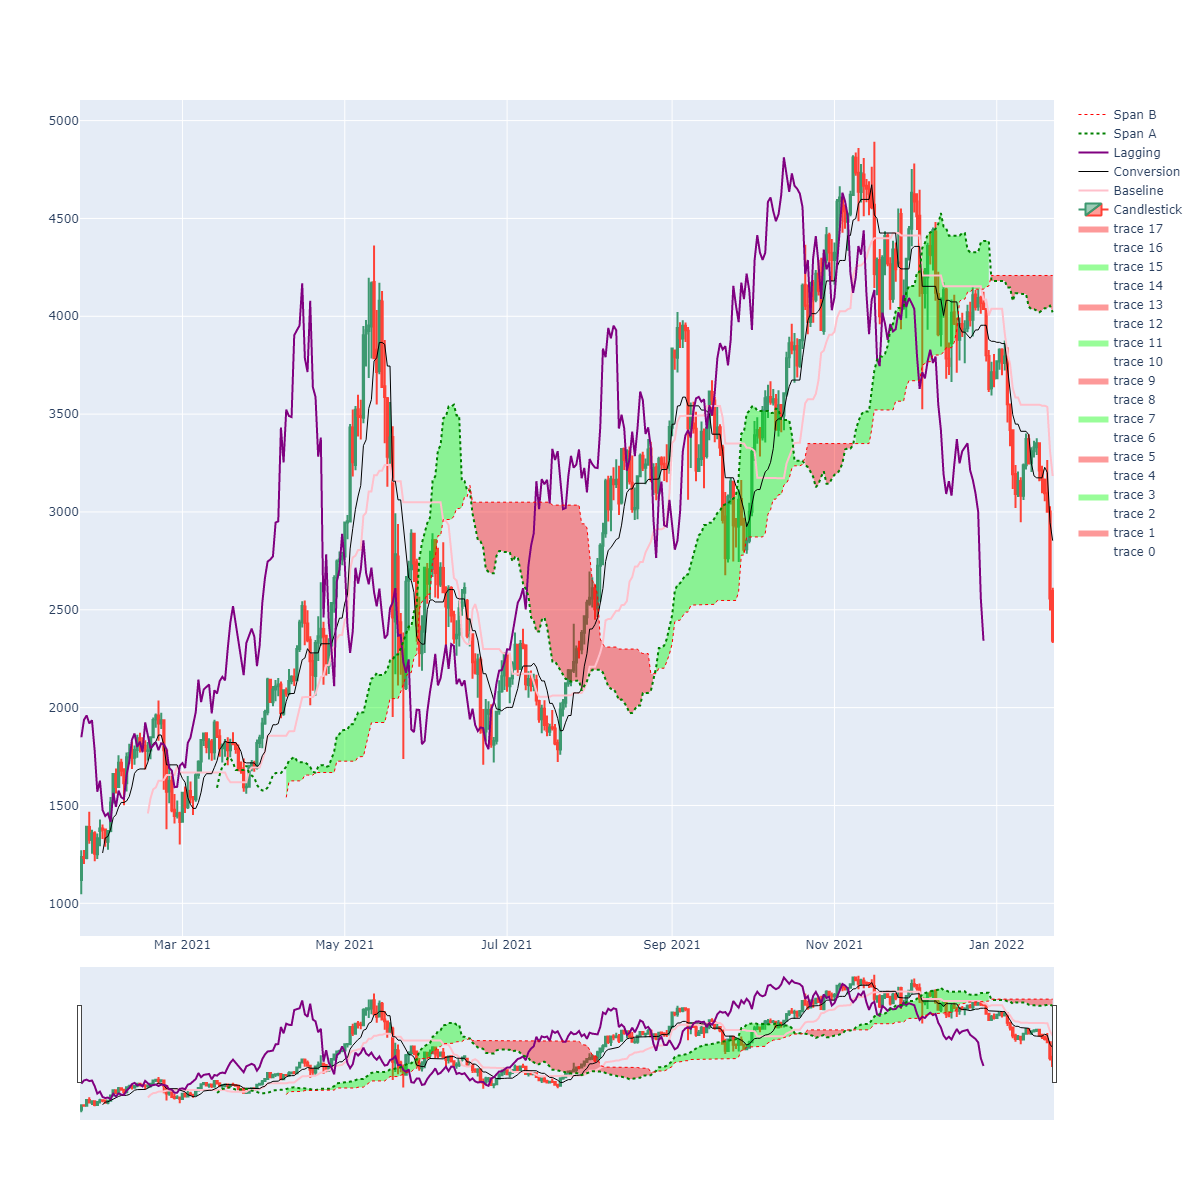 5000
4500
4000
3500
3000
2500
2000
1500
1000
Mar 2021
May 2021
Jul 2021
Sep 2021
Nov 2021
Jan 2022
Span B
Span A
Lagging
Conversion
Baseline
Candlestick
trace 17
trace 16
trace 15
trace 14
trace 13
trace 12
trace 11
trace 10
trace 9
trace 8
trace 7
trace 6
trace 5
trace 4
trace 3
trace 2
trace 1
trace 0